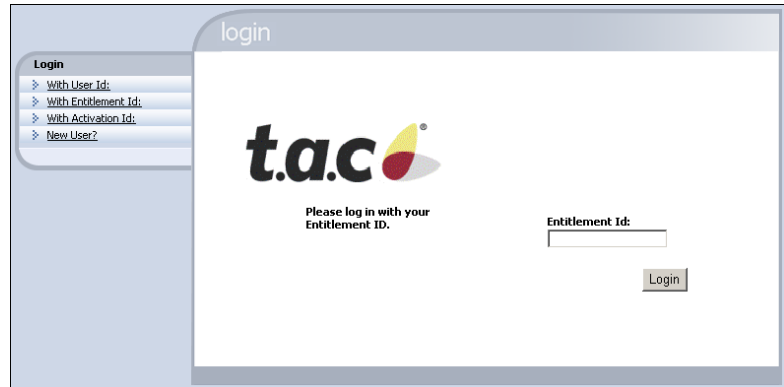 login
Login
With User Id:
With Entitlement Id:
With Activation Id:
New User?
t.a.c®
Please log in with your
Entitlement ID.
Entitlement Id:
Login